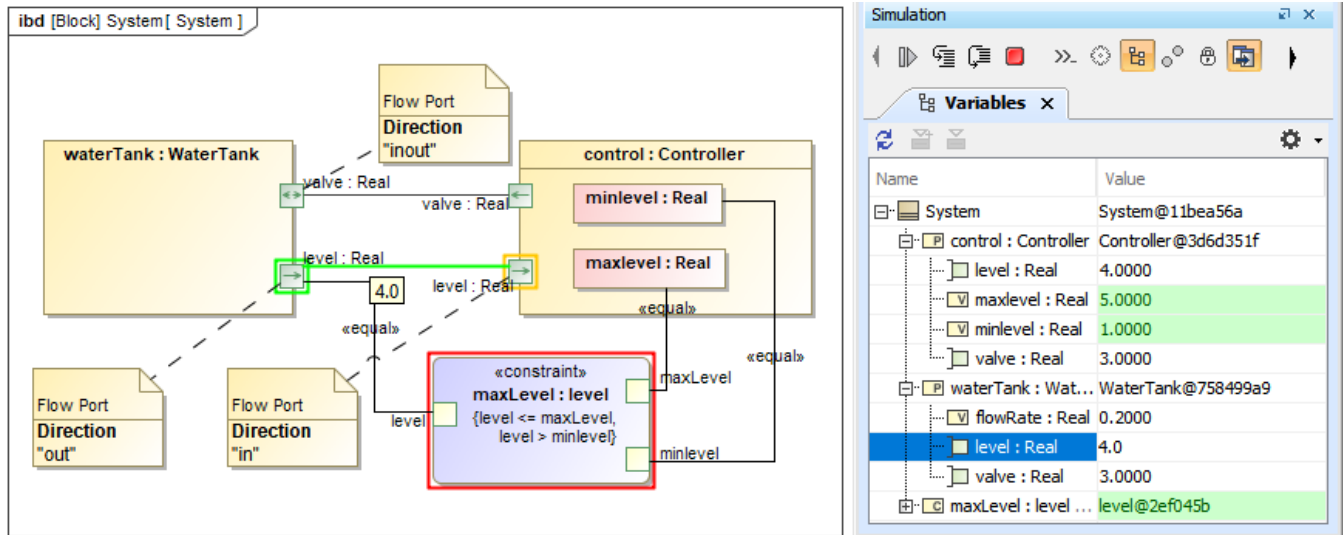 ibd [Block] System[ System ]
Flow Port
Direction
"inout"
waterTank : WaterTank
control : Controller
valve : Real
valve : Real
minlevel : Real
maxlevel : Real
level : Real
level : Real
4.0
«equal»
«equal»
«equal»
«constraint»
maxLevel : level
{level <= maxLevel,
level > minlevel}
level
maxLevel
minlevel
Flow Port
Direction
"out"
Flow Port
Direction
"in"
Simulation
Variables
Name Value
System System@11bea56a
control : Controller Controller@3d6d351f
level : Real 4.0000
maxlevel : Real 5.0000
minlevel : Real 1.0000
valve : Real 3.0000
waterTank : Wat... WaterTank@758499a9
flowRate : Real 0.2000
level : Real 4.0
valve : Real 3.0000
maxLevel : level ... level@2ef045b